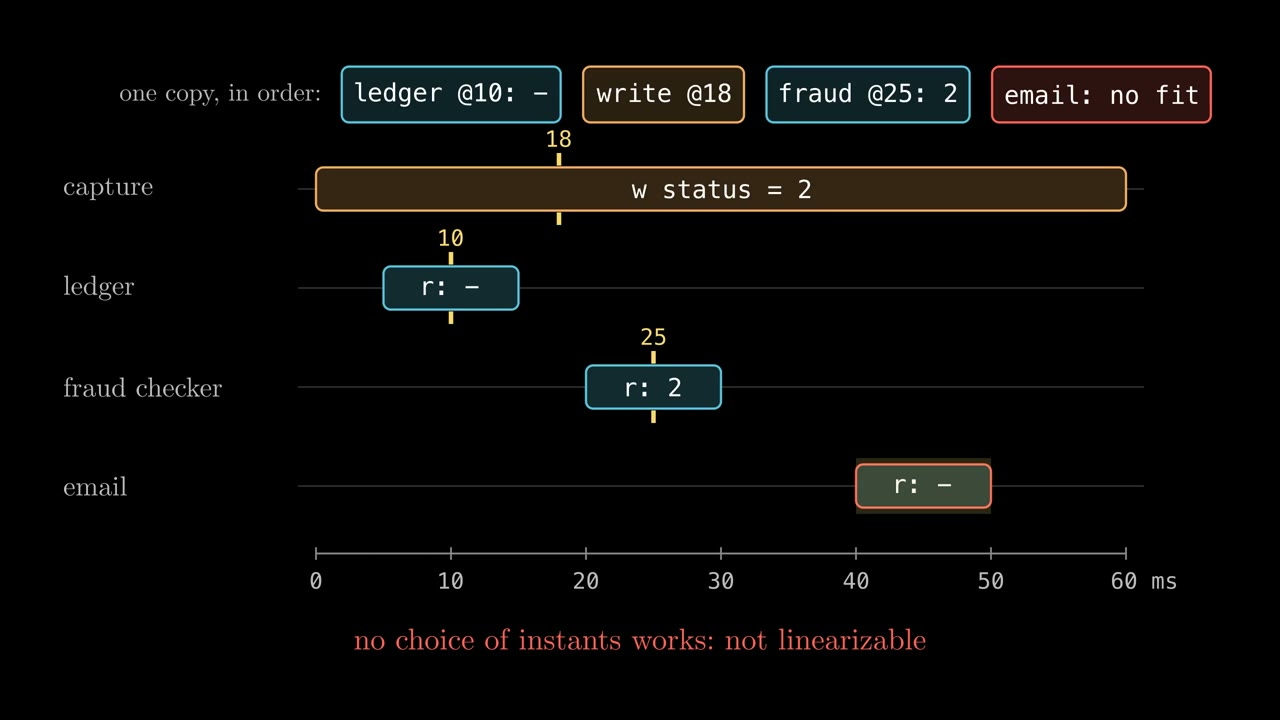 one copy, in order: ledger @10: − write @18 fraud @25: 2 email: no fit
18
capture w status = 2
10
ledger r: −
25
fraud checker r: 2
email r: −
0 10 20 30 40 50 60 ms
no choice of instants works: not linearizable